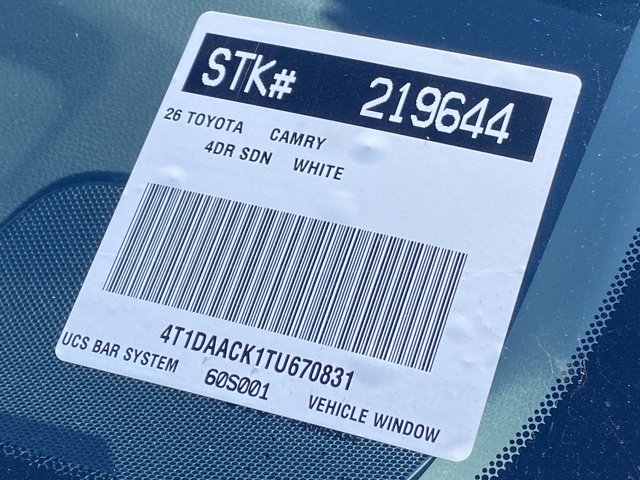 STK# 219644
26 TOYOTA CAMRY
4DR SDN WHITE
4T1DAACK1TU670831
UCS BAR SYSTEM 60S001 VEHICLE WINDOW